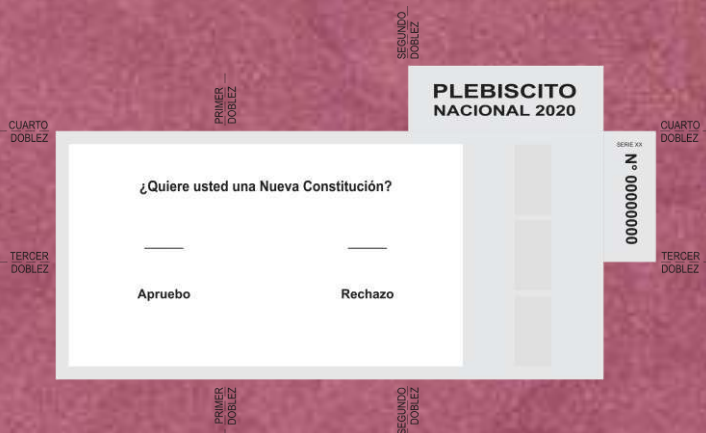 SEGUNDO
DOBLEZ
PRIMER
DOBLEZ
PLEBISCITO
NACIONAL 2020
CUARTO
DOBLEZ
CUARTO
DOBLEZ
SERIE XX
N° 00000000
¿Quiere usted una Nueva Constitución?
Apruebo
Rechazo
TERCER
DOBLEZ
TERCER
DOBLEZ
PRIMER
DOBLEZ
SEGUNDO
DOBLEZ